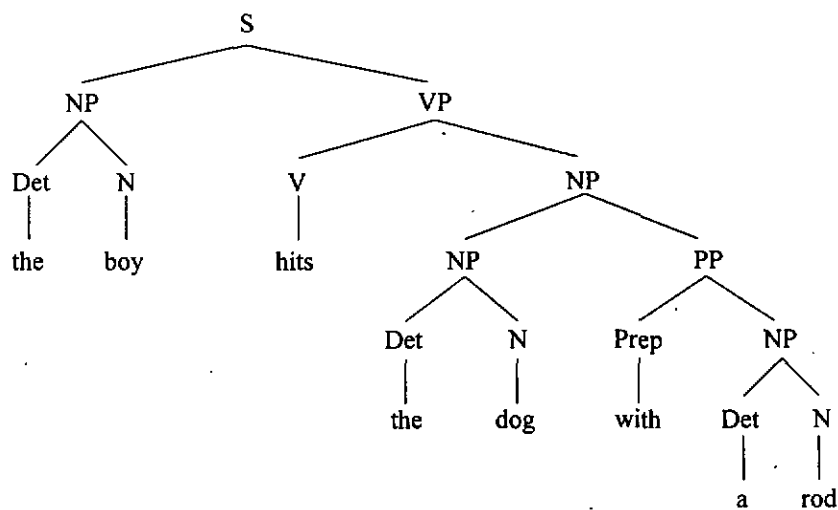 S
NP VP
Det N V NP
the boy hits NP PP
Det N Prep NP
the dog with Det N
a rod